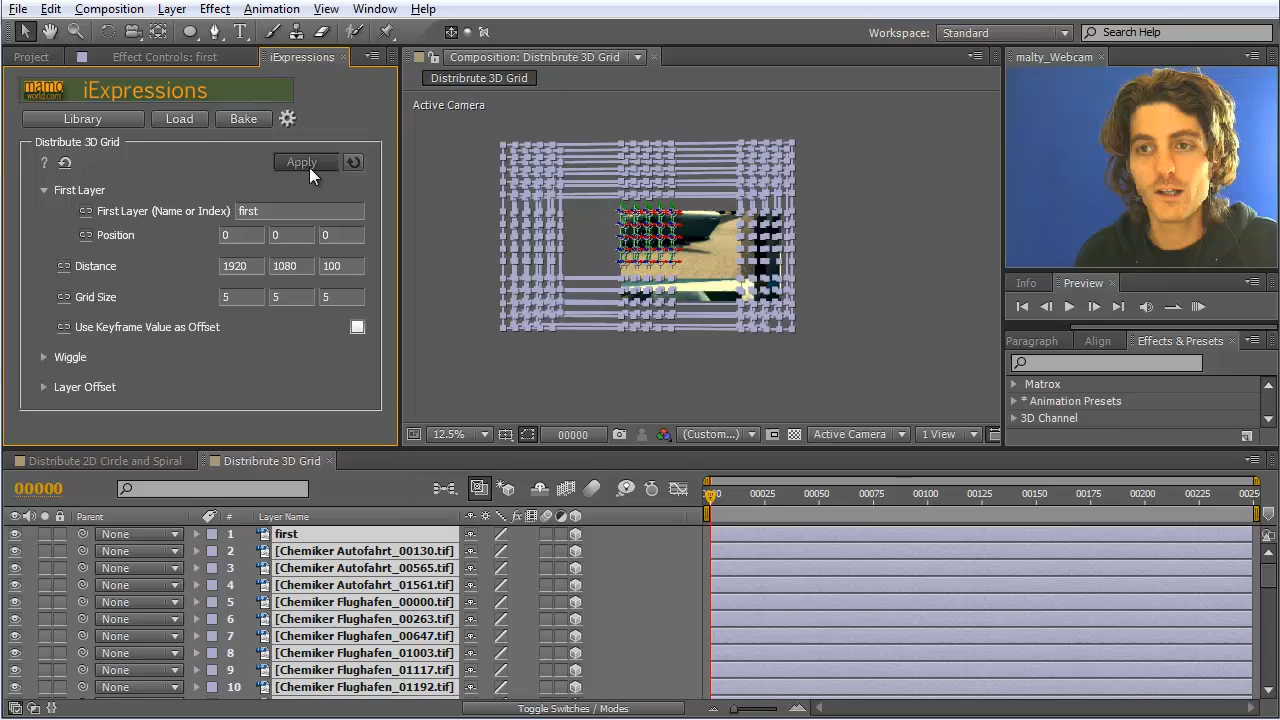 File Edit Composition Layer Effect Animation View Window Help
Workspace: Standard Search Help
Project Effect Controls: first iExpressions
Composition: Distribrute 3D Grid
malty_Webcam
Distribrute 3D Grid
mamo world.com iExpressions
Active Camera
Library Load Bake
Distribute 3D Grid
? Apply
First Layer
First Layer (Name or Index) first
Position 0 0 0
Distance 1920 1080 100
Grid Size 5 5 5
Use Keyframe Value as Offset
Wiggle
Layer Offset
Info Preview
Paragraph Align Effects & Presets
Matrox
* Animation Presets
3D Channel
12.5% 00000 (Custom...) Active Camera 1 View
Distribute 2D Circle and Spiral Distribrute 3D Grid
00000
00025 00050 00075 00100 00125 00150 00175 00200 00225 0025
Parent # Layer Name fx
None 1 first
None 2 [Chemiker Autofahrt_00130.tif]
None 3 [Chemiker Autofahrt_00565.tif]
None 4 [Chemiker Autofahrt_01561.tif]
None 5 [Chemiker Flughafen_00000.tif]
None 6 [Chemiker Flughafen_00263.tif]
None 7 [Chemiker Flughafen_00647.tif]
None 8 [Chemiker Flughafen_01003.tif]
None 9 [Chemiker Flughafen_01117.tif]
None 10 [Chemiker Flughafen_01192.tif]
Toggle Switches / Modes